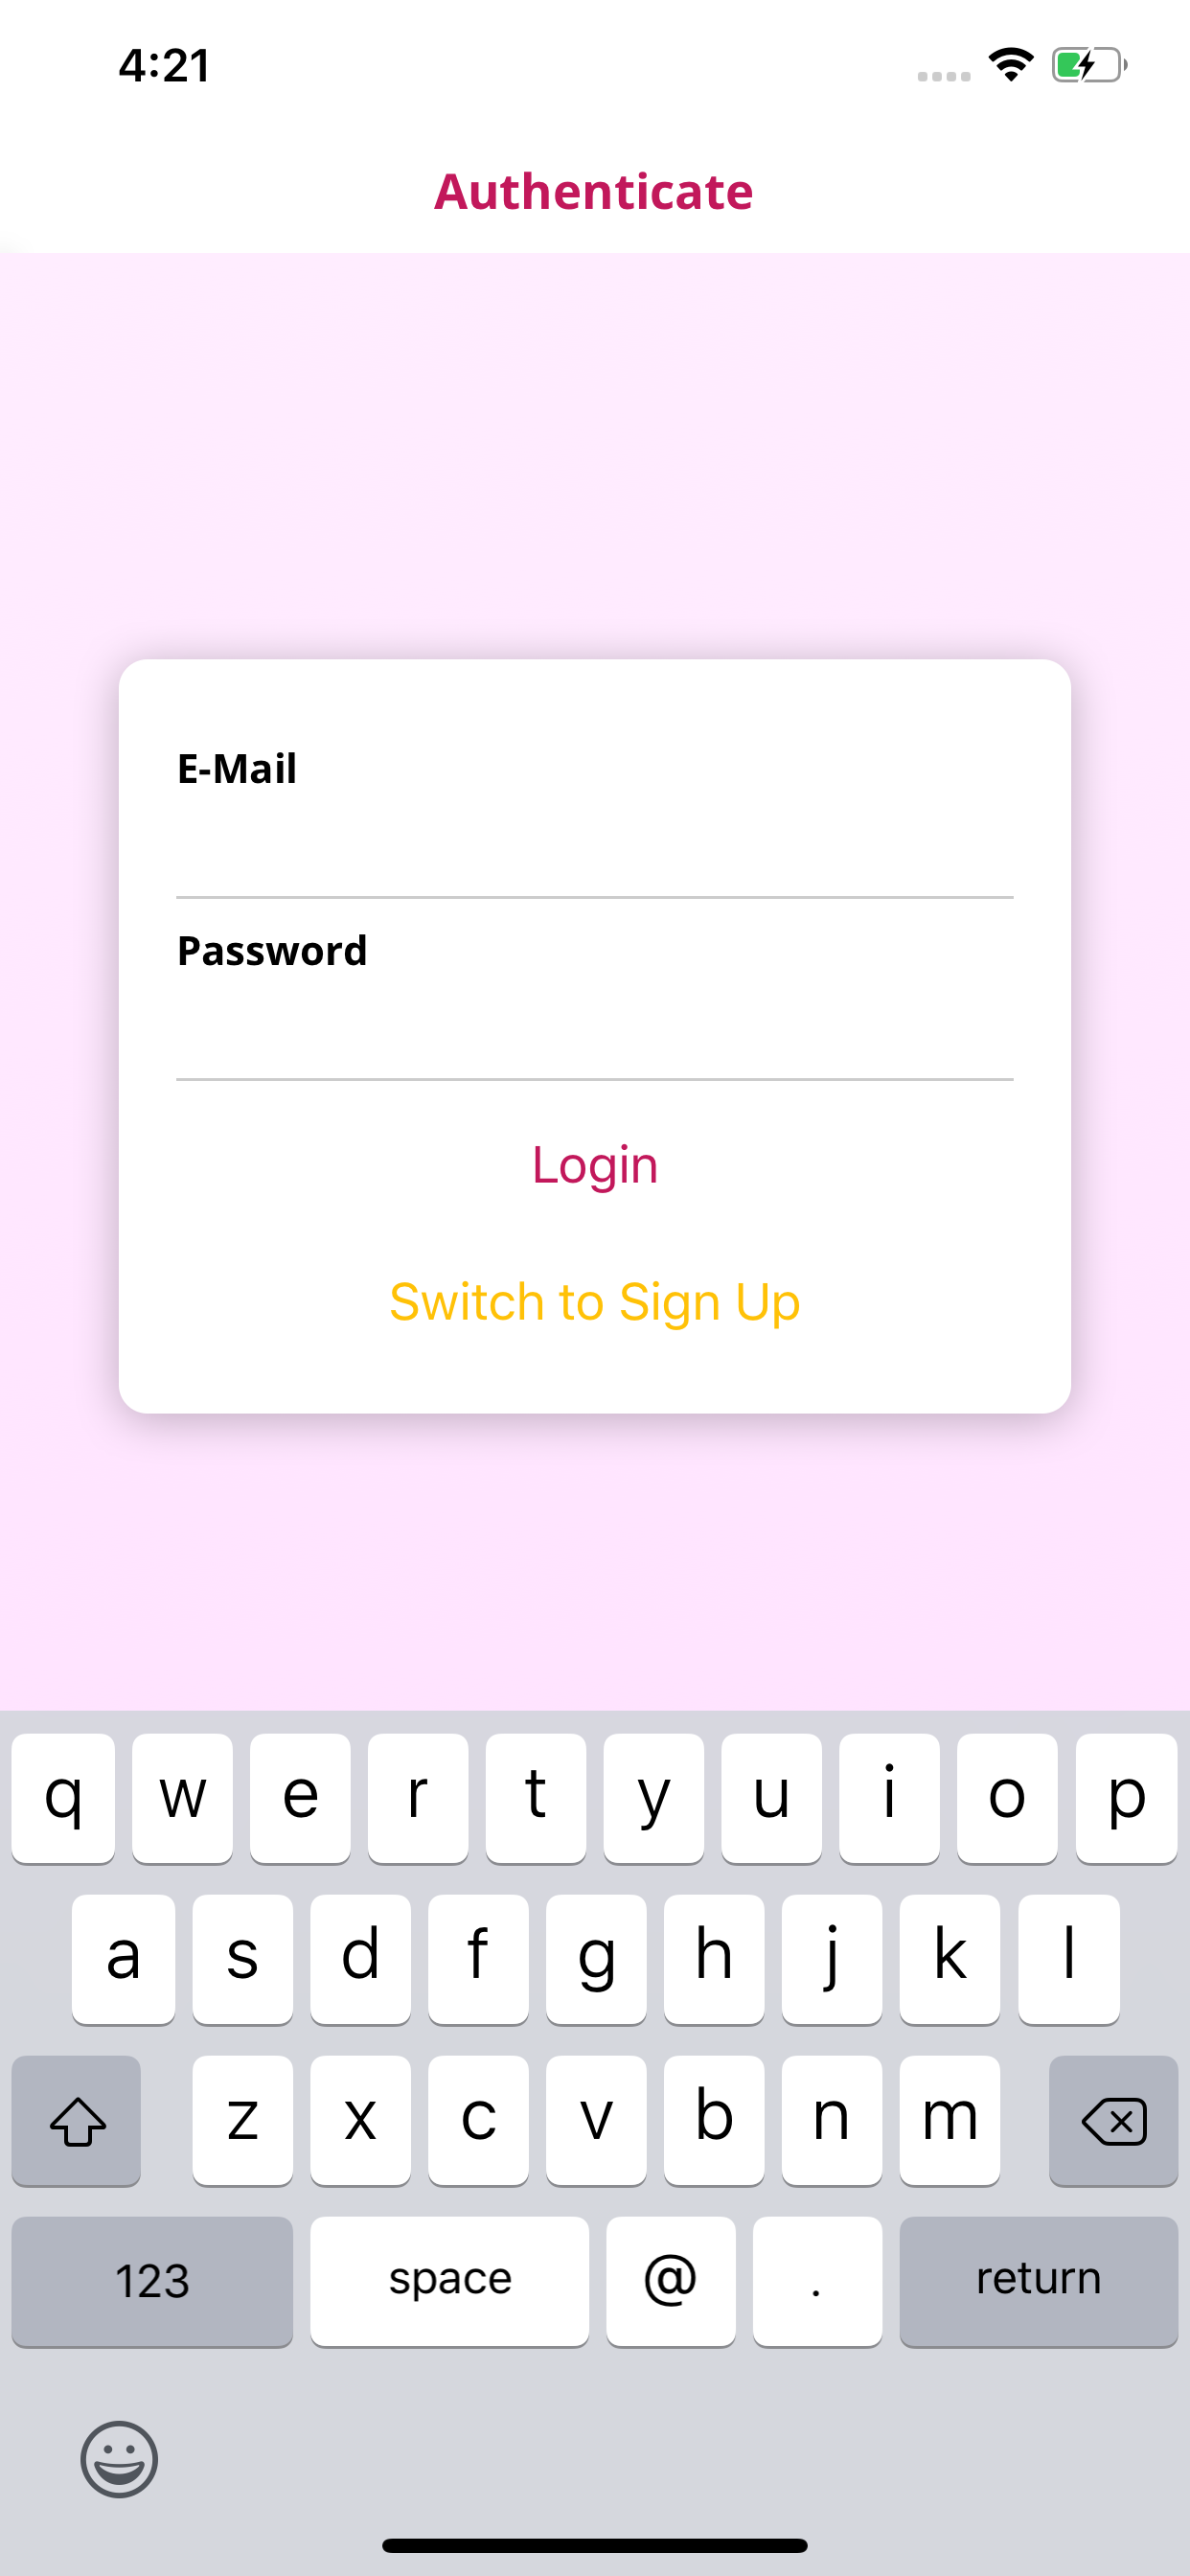 4:21
Authenticate
E-Mail
Password
Login
Switch to Sign Up
q w e r t y u i o p
a s d f g h j k l
z x c v b n m
123 space @ . return